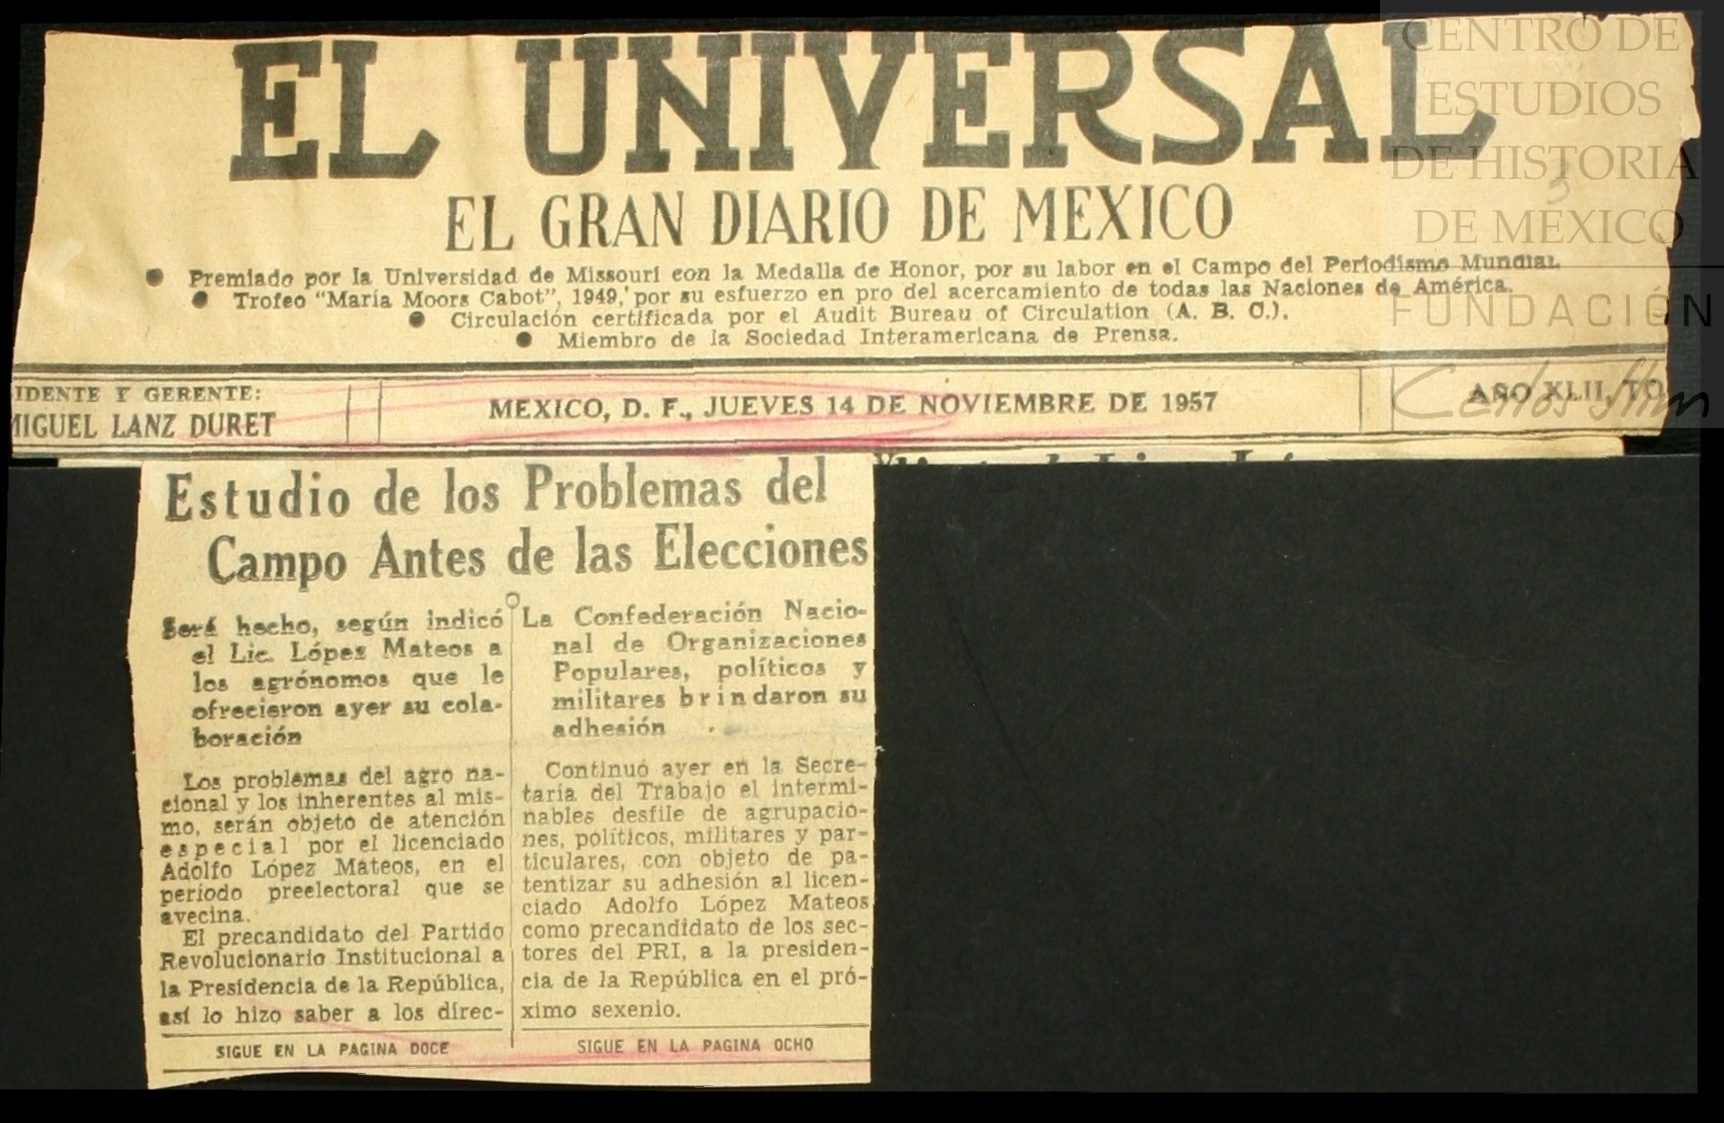 EL UNIVERSAL
EL GRAN DIARIO DE MEXICO
● Premiado por la Universidad de Missouri con la Medalla de Honor, por su labor en el Campo del Periodismo Mundial.
● Trofeo "María Moors Cabot", 1949, por su esfuerzo en pro del acercamiento de todas las Naciones de América.
● Circulación certificada por el Audit Bureau of Circulation (A. B. C.).
● Miembro de la Sociedad Interamericana de Prensa.
IDENTE Y GERENTE:
MIGUEL LANZ DURET
MEXICO, D. F., JUEVES 14 DE NOVIEMBRE DE 1957
AÑO XLII, TO
Estudio de los Problemas del
Campo Antes de las Elecciones
Será hecho, según indicó
el Lic. López Mateos a
los agrónomos que le
ofrecieron ayer su cola-
boración
Los problemas del agro na-
cional y los inherentes al mis-
mo, serán objeto de atención
especial por el licenciado
Adolfo López Mateos, en el
período preelectoral que se
avecina.
El precandidato del Partido
Revolucionario Institucional a
la Presidencia de la República,
así lo hizo saber a los direc-
SIGUE EN LA PAGINA DOCE
La Confederación Nacio-
nal de Organizaciones
Populares, políticos y
militares brindaron su
adhesión
Continuó ayer en la Secre-
taría del Trabajo el intermi-
nables desfile de agrupacio-
nes, políticos, militares y par-
ticulares, con objeto de pa-
tentizar su adhesión al licen-
ciado Adolfo López Mateos
como precandidato de los sec-
tores del PRI, a la presiden-
cia de la República en el pró-
ximo sexenio.
SIGUE EN LA PAGINA OCHO
CENTRO DE
ESTUDIOS
DE HISTORIA
DE MÉXICO
FUNDACIÓN
Carlos Slim
3